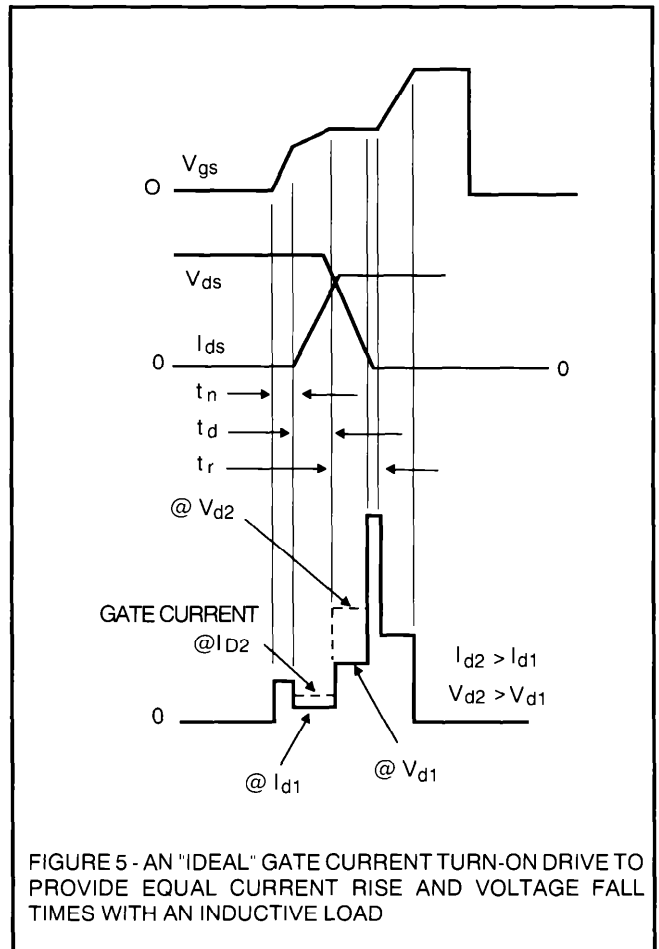 Vgs
O
Vds
Ids
0
0
tn
td
tr
@ Vd2
GATE CURRENT
@ID2
Id2 > Id1
Vd2 > Vd1
0
@ Id1
@ Vd1
FIGURE 5 - AN "IDEAL" GATE CURRENT TURN-ON DRIVE TO
PROVIDE EQUAL CURRENT RISE AND VOLTAGE FALL
TIMES WITH AN INDUCTIVE LOAD